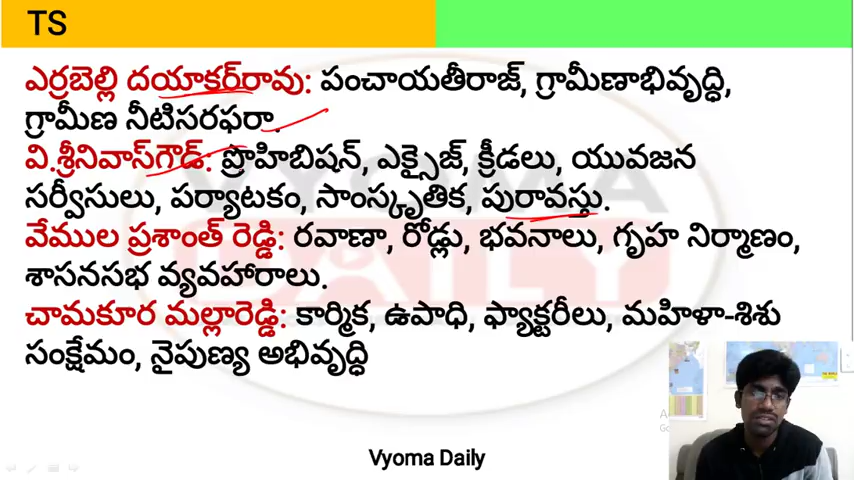 TS
ఎర్రబెల్లి దయాకర్‌రావు: పంచాయతీరాజ్, గ్రామీణాభివృద్ధి,
గ్రామీణ నీటిసరఫరా.
వి.శ్రీనివాస్‌గౌడ్: ప్రొహిబిషన్, ఎక్సైజ్, క్రీడలు, యువజన
సర్వీసులు, పర్యాటకం, సాంస్కృతిక, పురావస్తు.
వేముల ప్రశాంత్ రెడ్డి: రవాణా, రోడ్లు, భవనాలు, గృహ నిర్మాణం,
శాసనసభ వ్యవహారాలు.
చామకూర మల్లారెడ్డి: కార్మిక, ఉపాధి, ఫ్యాక్టరీలు, మహిళా-శిశు
సంక్షేమం, నైపుణ్య అభివృద్ధి
Vyoma Daily